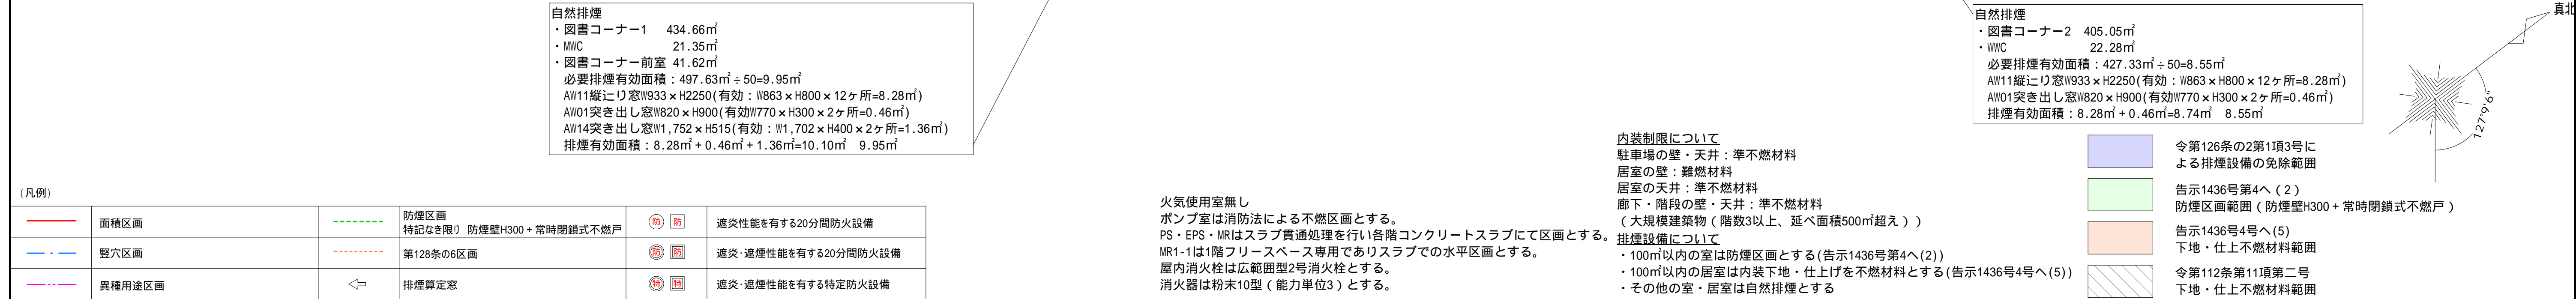 自然排煙
・図書コーナー1 434.66㎡
・MWC 21.35㎡
・図書コーナー前室 41.62㎡
必要排煙有効面積：497.63㎡÷50=9.95㎡
AW11縦辷り窓W933×H2250(有効：W863×H800×12ヶ所=8.28㎡)
AW01突き出し窓W820×H900(有効W770×H300×2ヶ所=0.46㎡)
AW14突き出し窓W1,752×H515(有効：W1,702×H400×2ヶ所=1.36㎡)
排煙有効面積：8.28㎡+0.46㎡+1.36㎡=10.10㎡ 9.95㎡
自然排煙
・図書コーナー2 405.05㎡
・WWC 22.28㎡
必要排煙有効面積：427.33㎡÷50=8.55㎡
AW11縦辷り窓W933×H2250(有効：W863×H800×12ヶ所=8.28㎡)
AW01突き出し窓W820×H900(有効W770×H300×2ヶ所=0.46㎡)
排煙有効面積：8.28㎡+0.46㎡=8.74㎡ 8.55㎡
真北
127°9'6"
(凡例)
面積区画
防煙区画
特記なき限り 防煙壁H300+常時閉鎖式不燃戸
防 防
遮炎性能を有する20分間防火設備
竪穴区画
第128条の6区画
防 防
遮炎・遮煙性能を有する20分間防火設備
異種用途区画
排煙算定窓
特 特
遮炎・遮煙性能を有する特定防火設備
火気使用室無し
ポンプ室は消防法による不燃区画とする。
PS・EPS・MRはスラブ貫通処理を行い各階コンクリートスラブにて区画とする。
MR1-1は1階フリースペース専用でありスラブでの水平区画とする。
屋内消火栓は広範囲型2号消火栓とする。
消火器は粉末10型（能力単位3）とする。
内装制限について
駐車場の壁・天井：準不燃材料
居室の壁：難燃材料
居室の天井：準不燃材料
廊下・階段の壁・天井：準不燃材料
（大規模建築物（階数3以上、延べ面積500㎡超え））
排煙設備について
・100㎡以内の室は防煙区画とする(告示1436号第4ヘ(2))
・100㎡以内の居室は内装下地・仕上げを不燃材料とする(告示1436号4号ヘ(5))
・その他の室・居室は自然排煙とする
令第126条の2第1項3号に
よる排煙設備の免除範囲
告示1436号第4ヘ（2）
防煙区画範囲（防煙壁H300+常時閉鎖式不燃戸）
告示1436号4号ヘ(5)
下地・仕上不燃材料範囲
令第112条第11項第二号
下地・仕上不燃材料範囲